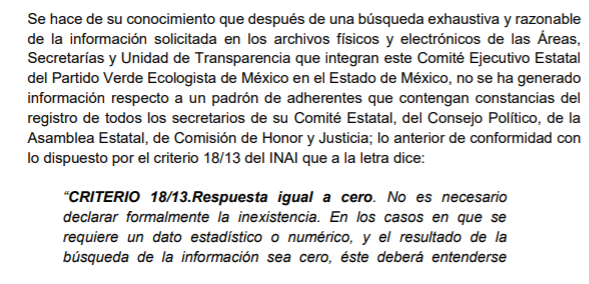 Se hace de su conocimiento que después de una búsqueda exhaustiva y razonable
de la información solicitada en los archivos físicos y electrónicos de las Áreas,
Secretarías y Unidad de Transparencia que integran este Comité Ejecutivo Estatal
del Partido Verde Ecologista de México en el Estado de México, no se ha generado
información respecto a un padrón de adherentes que contengan constancias del
registro de todos los secretarios de su Comité Estatal, del Consejo Político, de la
Asamblea Estatal, de Comisión de Honor y Justicia; lo anterior de conformidad con
lo dispuesto por el criterio 18/13 del INAI que a la letra dice:
“CRITERIO 18/13.Respuesta igual a cero. No es necesario
declarar formalmente la inexistencia. En los casos en que se
requiere un dato estadístico o numérico, y el resultado de la
búsqueda de la información sea cero, éste deberá entenderse